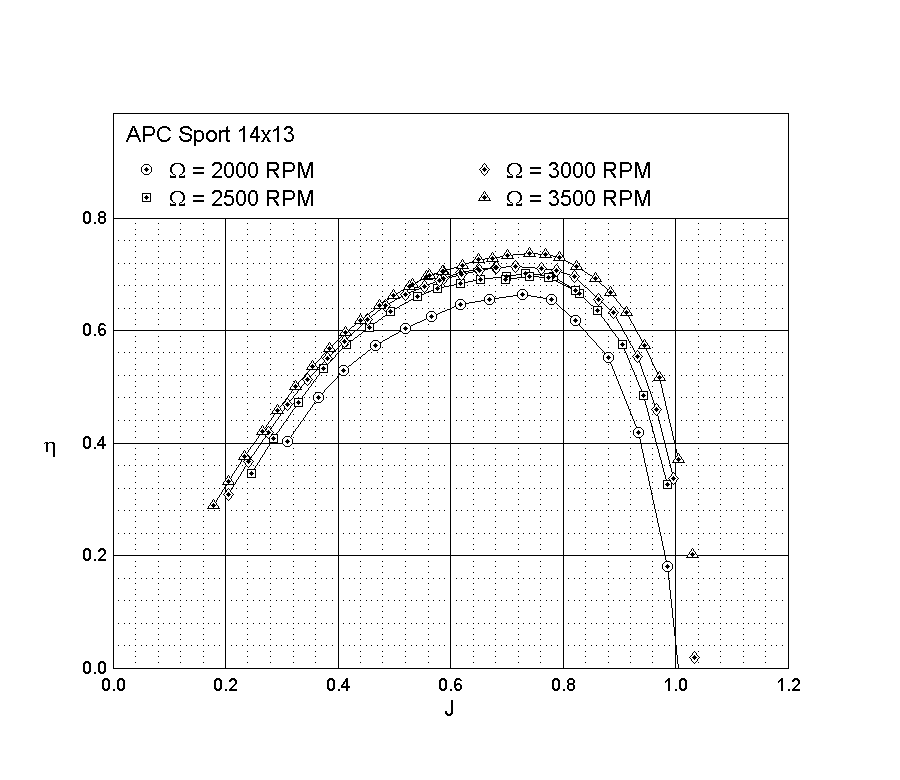 APC Sport 14x13
Ω = 2000 RPM
Ω = 3000 RPM
Ω = 2500 RPM
Ω = 3500 RPM
0.8
0.6
0.4
η
0.2
0.0
0.0 0.2 0.4 0.6 0.8 1.0 1.2
J